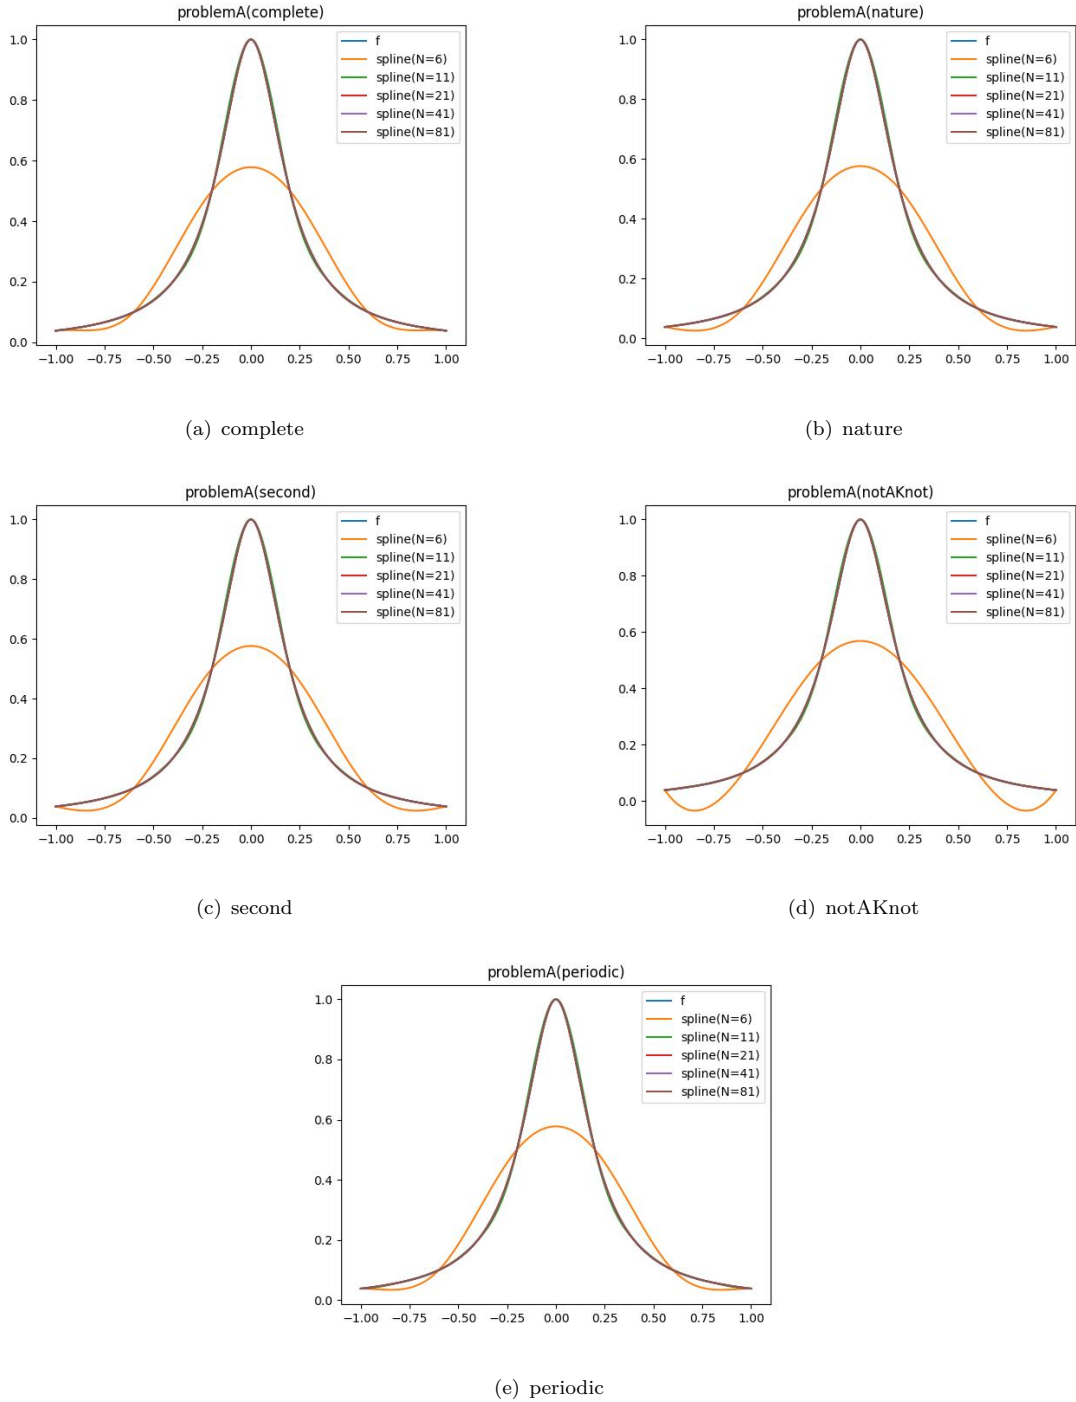 problemA(complete)
1.0
0.8
0.6
0.4
0.2
0.0
−1.00 −0.75 −0.50 −0.25 0.00 0.25 0.50 0.75 1.00
f
spline(N=6)
spline(N=11)
spline(N=21)
spline(N=41)
spline(N=81)
(a) complete
problemA(nature)
1.0
0.8
0.6
0.4
0.2
0.0
−1.00 −0.75 −0.50 −0.25 0.00 0.25 0.50 0.75 1.00
f
spline(N=6)
spline(N=11)
spline(N=21)
spline(N=41)
spline(N=81)
(b) nature
problemA(second)
1.0
0.8
0.6
0.4
0.2
0.0
−1.00 −0.75 −0.50 −0.25 0.00 0.25 0.50 0.75 1.00
f
spline(N=6)
spline(N=11)
spline(N=21)
spline(N=41)
spline(N=81)
(c) second
problemA(notAKnot)
1.0
0.8
0.6
0.4
0.2
0.0
−1.00 −0.75 −0.50 −0.25 0.00 0.25 0.50 0.75 1.00
f
spline(N=6)
spline(N=11)
spline(N=21)
spline(N=41)
spline(N=81)
(d) notAKnot
problemA(periodic)
1.0
0.8
0.6
0.4
0.2
0.0
−1.00 −0.75 −0.50 −0.25 0.00 0.25 0.50 0.75 1.00
f
spline(N=6)
spline(N=11)
spline(N=21)
spline(N=41)
spline(N=81)
(e) periodic